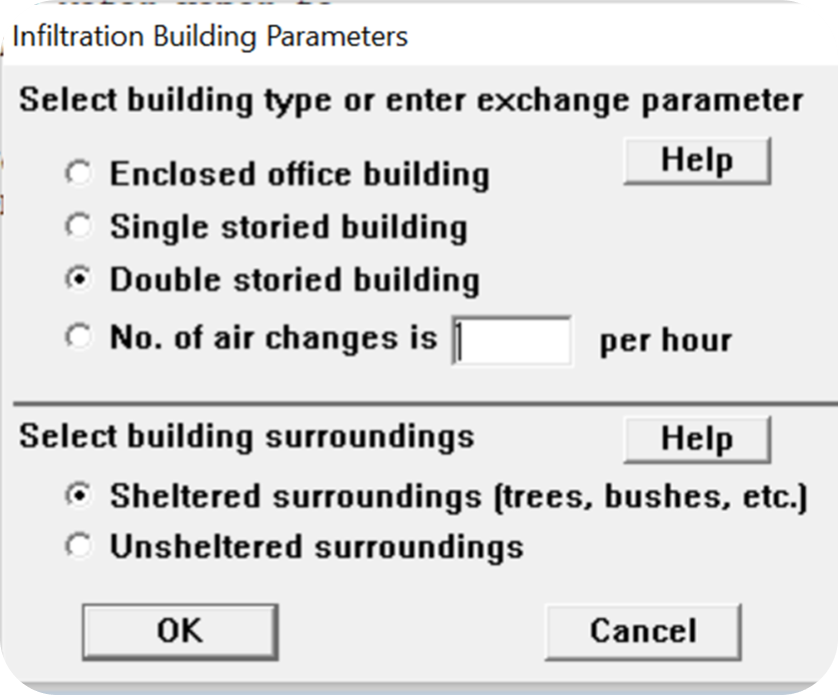 Infiltration Building Parameters
Select building type or enter exchange parameter
Help
Enclosed office building
Single storied building
Double storied building
No. of air changes is per hour
Select building surroundings
Help
Sheltered surroundings (trees, bushes, etc.)
Unsheltered surroundings
OK Cancel